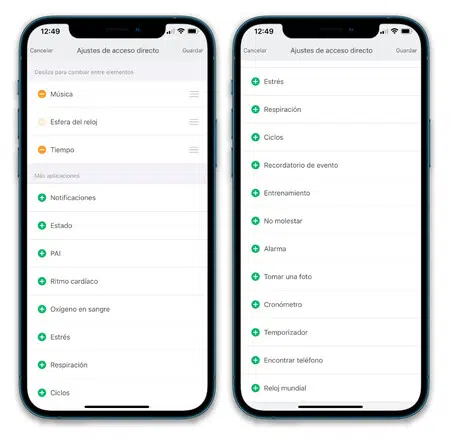 12:49
Cancelar
Ajustes de acceso directo
Guardar
Desliza para cambiar entre elementos
Música
Esfera del reloj
Tiempo
Más aplicaciones
Notificaciones
Estado
PAI
Ritmo cardíaco
Oxígeno en sangre
Estrés
Respiración
Ciclos
12:49
Cancelar
Ajustes de acceso directo
Guardar
Estrés
Respiración
Ciclos
Recordatorio de evento
Entrenamiento
No molestar
Alarma
Tomar una foto
Cronómetro
Temporizador
Encontrar teléfono
Reloj mundial